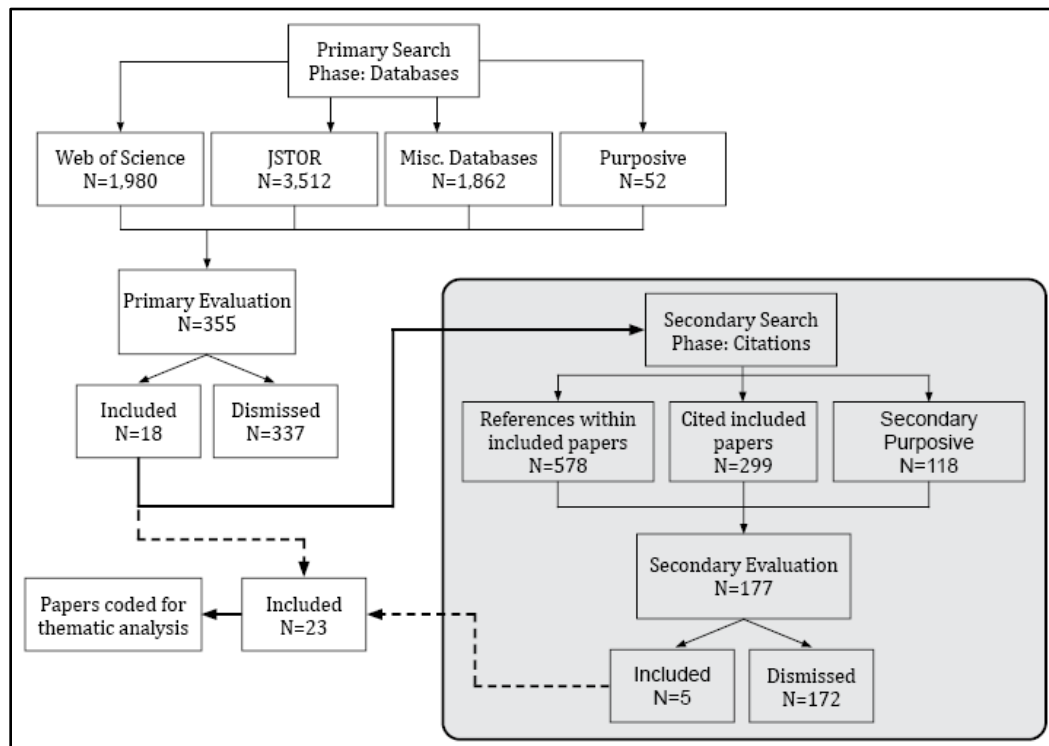 Primary Search
Phase: Databases
Web of Science
N=1,980
JSTOR
N=3,512
Misc. Databases
N=1,862
Purposive
N=52
Primary Evaluation
N=355
Included
N=18
Dismissed
N=337
Secondary Search
Phase: Citations
References within
included papers
N=578
Cited included
papers
N=299
Secondary
Purposive
N=118
Secondary Evaluation
N=177
Included
N=5
Dismissed
N=172
Included
N=23
Papers coded for
thematic analysis